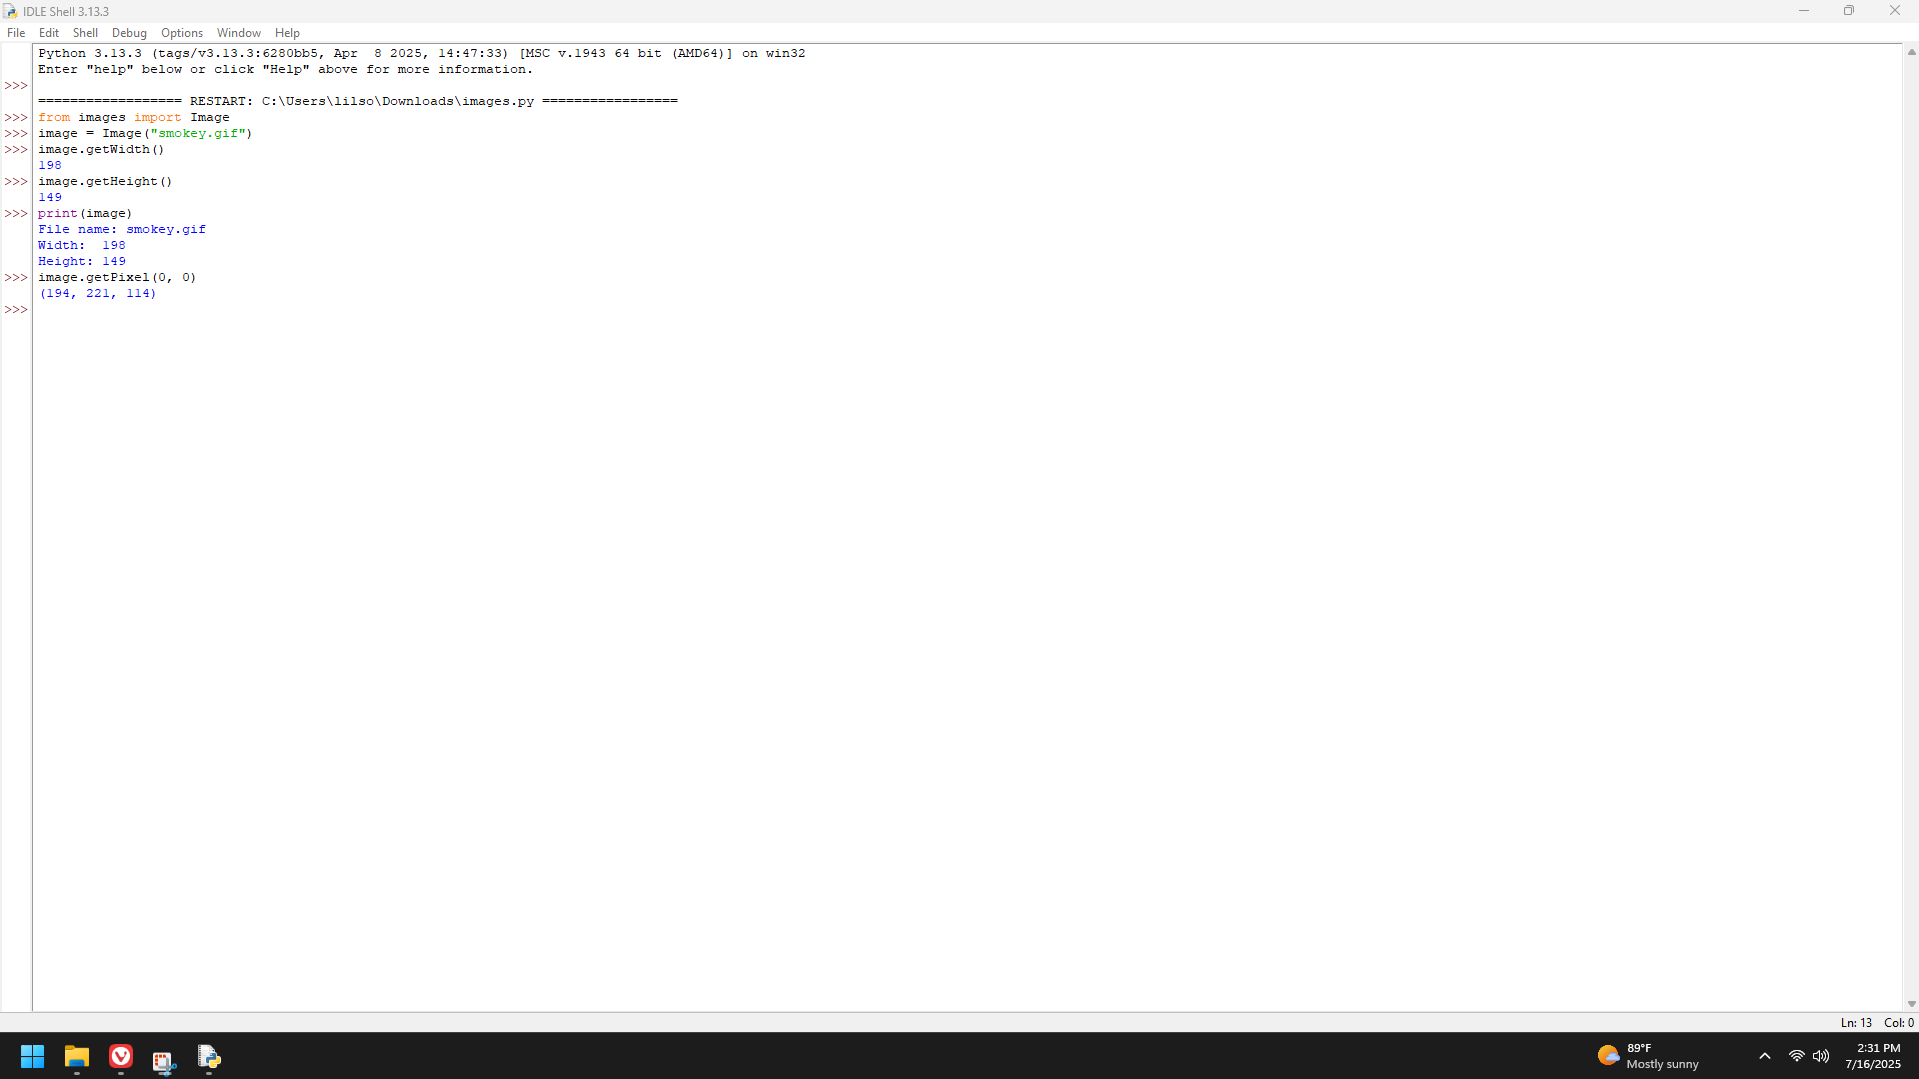 IDLE Shell 3.13.3
File Edit Shell Debug Options Window Help
Python 3.13.3 (tags/v3.13.3:6280bb5, Apr  8 2025, 14:47:33) [MSC v.1943 64 bit (AMD64)] on win32
Enter "help" below or click "Help" above for more information.
>>>
================== RESTART: C:\Users\lilso\Downloads\images.py =================
>>> from images import Image
>>> image = Image("smokey.gif")
>>> image.getWidth()
198
>>> image.getHeight()
149
>>> print(image)
File name: smokey.gif
Width:  198
Height: 149
>>> image.getPixel(0, 0)
(194, 221, 114)
>>>
Ln: 13 Col: 0
89°F
Mostly sunny
2:31 PM
7/16/2025